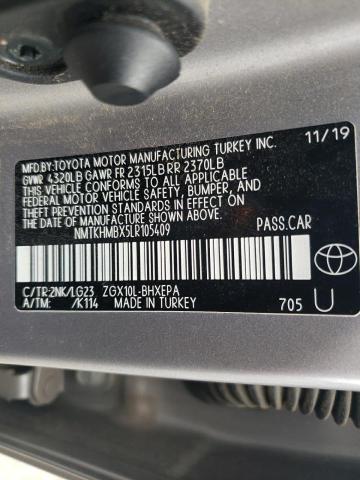 MFD.BY:TOYOTA MOTOR MANUFACTURING TURKEY INC. 11/19
GVWR 4320LB GAWR FR 2315LB RR 2370LB
THIS VEHICLE CONFORMS TO ALL APPLICABLE
FEDERAL MOTOR VEHICLE SAFETY, BUMPER, AND
THEFT PREVENTION STANDARDS IN EFFECT ON
THE DATE OF MANUFACTURE SHOWN ABOVE.
NMTKHMBX5LR105409 PASS.CAR
C/TR:2NK/LG23 ZGX10L-BHXEPA
A/TM: /K114 MADE IN TURKEY 705 U